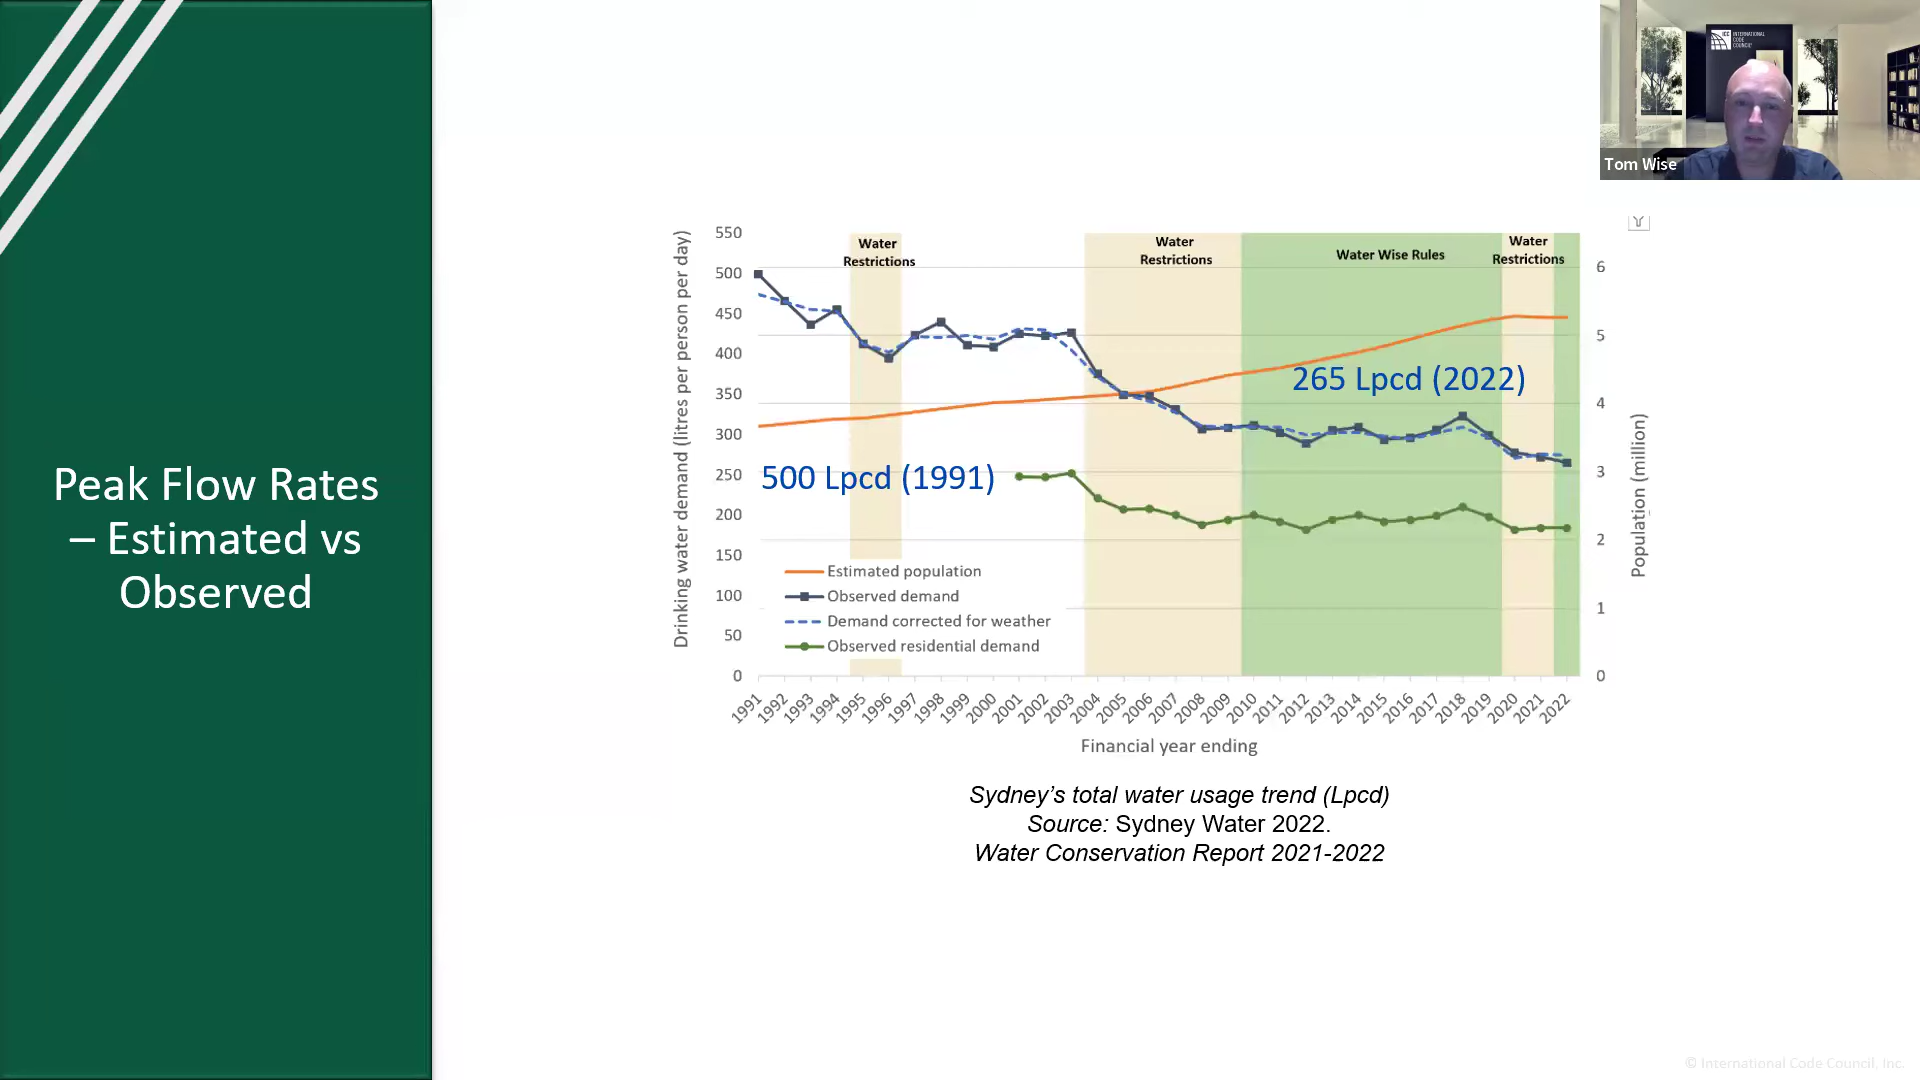 Peak Flow Rates
– Estimated vs
Observed
ICC INTERNATIONAL
CODE
COUNCIL
Tom Wise
Drinking water demand (litres per person per day)
550
500
450
400
350
300
250
200
150
100
50
0
Water
Restrictions
Water
Restrictions
Water Wise Rules
Water
Restrictions
500 Lpcd (1991)
265 Lpcd (2022)
Estimated population
Observed demand
Demand corrected for weather
Observed residential demand
6
5
4
3
2
1
0
Population (million)
1991 1992 1993 1994 1995 1996 1997 1998 1999 2000 2001 2002 2003 2004 2005 2006 2007 2008 2009 2010 2011 2012 2013 2014 2015 2016 2017 2018 2019 2020 2021 2022
Financial year ending
Sydney’s total water usage trend (Lpcd)
Source: Sydney Water 2022.
Water Conservation Report 2021-2022
© International Code Council, Inc.